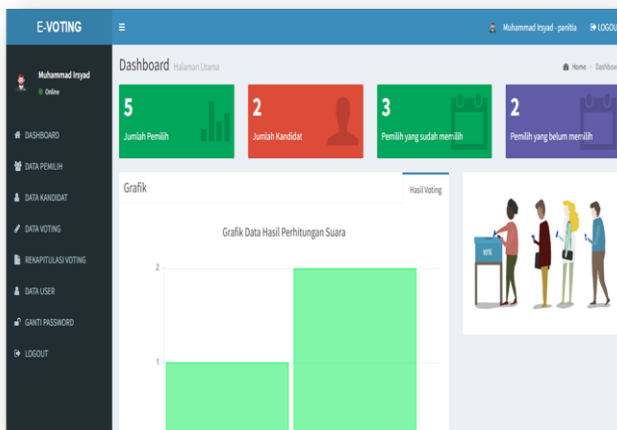 E-VOTING
Muhammad Irsyad - panitia
LOGOU
Muhammad Irsyad
Online
DASHBOARD
DATA PEMILIH
DATA KANDIDAT
DATA VOTING
REKAPITULASI VOTING
DATA USER
GANTI PASSWORD
LOGOUT
Dashboard Halaman Utama
Home > Dashboa
5
Jumlah Pemilih
2
Jumlah Kandidat
3
Pemilih yang sudah memilih
2
Pemilih yang belum memilih
Grafik
Hasil Voting
Grafik Data Hasil Perhitungan Suara
2
1
VOTE